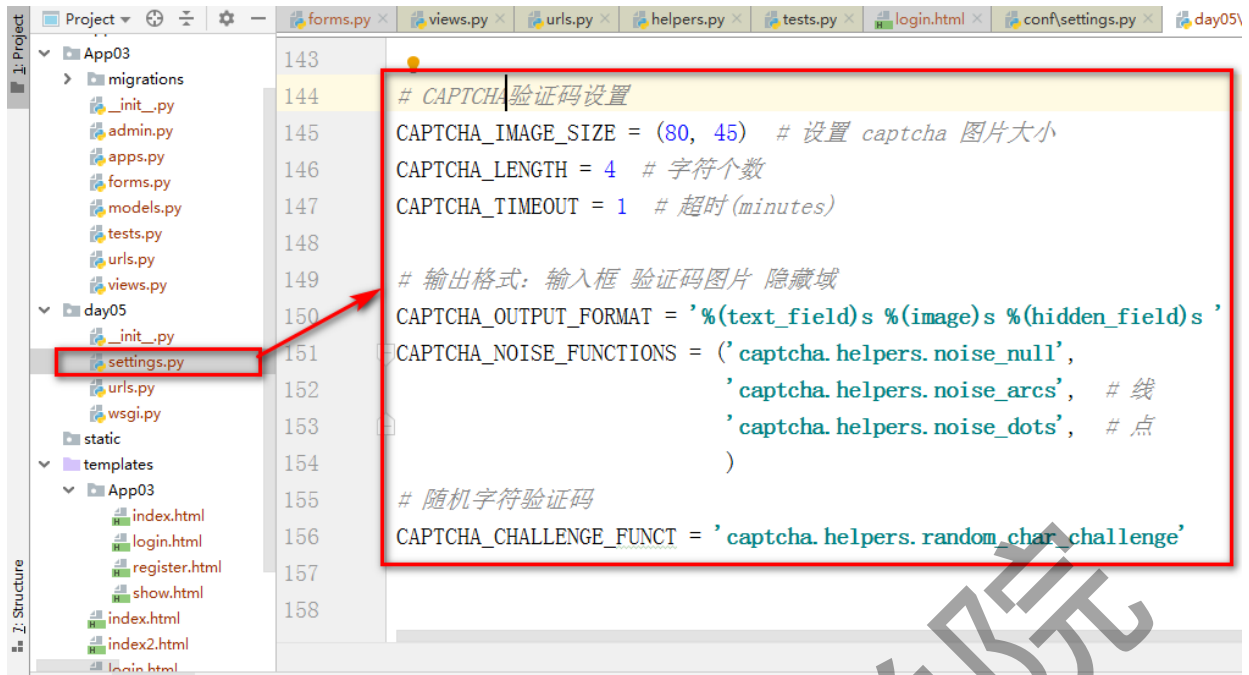 Project
forms.py
views.py
urls.py
helpers.py
tests.py
login.html
conf\settings.py
day05\
1: Project
7: Structure
App03
migrations
__init__.py
admin.py
apps.py
forms.py
models.py
tests.py
urls.py
views.py
day05
__init__.py
settings.py
urls.py
wsgi.py
static
templates
App03
index.html
login.html
register.html
show.html
index.html
index2.html
login.html
143
144 # CAPTCHA验证码设置
145 CAPTCHA_IMAGE_SIZE = (80, 45) # 设置 captcha 图片大小
146 CAPTCHA_LENGTH = 4 # 字符个数
147 CAPTCHA_TIMEOUT = 1 # 超时(minutes)
148
149 # 输出格式: 输入框 验证码图片 隐藏域
150 CAPTCHA_OUTPUT_FORMAT = '%(text_field)s %(image)s %(hidden_field)s '
151 CAPTCHA_NOISE_FUNCTIONS = ('captcha.helpers.noise_null',
152 'captcha.helpers.noise_arcs', # 线
153 'captcha.helpers.noise_dots', # 点
154 )
155 # 随机字符验证码
156 CAPTCHA_CHALLENGE_FUNCT = 'captcha.helpers.random_char_challenge'
157
158
院